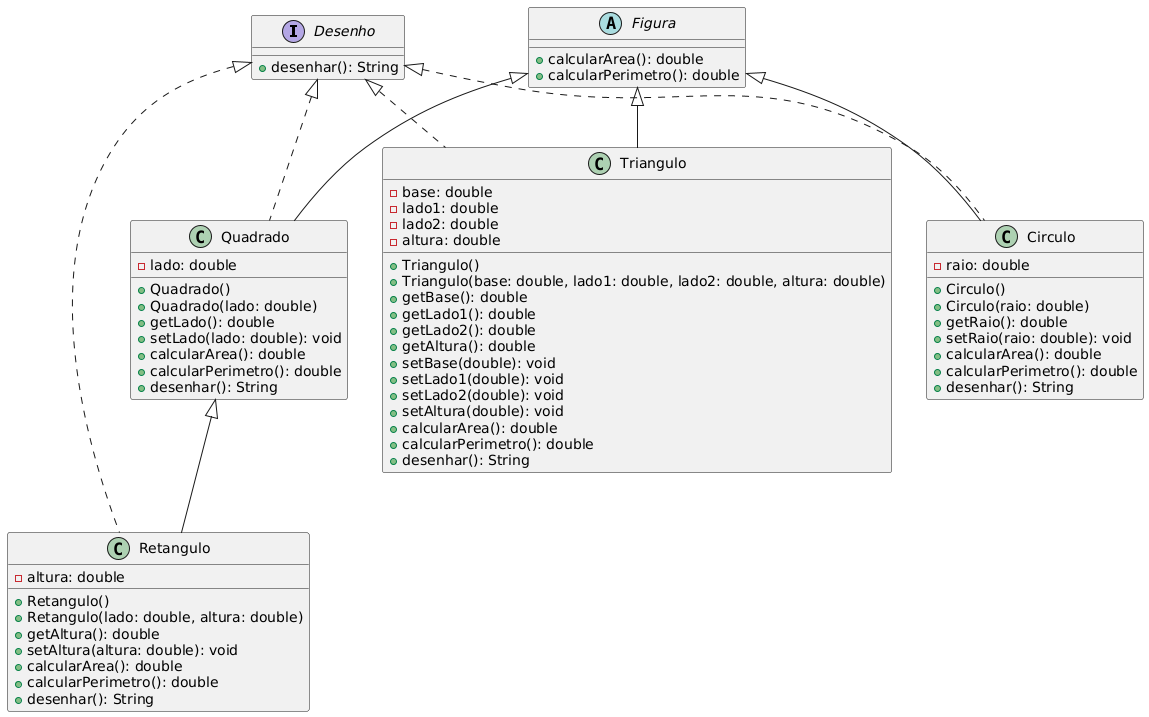 I Desenho
desenhar(): String
A Figura
calcularArea(): double
calcularPerimetro(): double
C Quadrado
lado: double
Quadrado()
Quadrado(lado: double)
getLado(): double
setLado(lado: double): void
calcularArea(): double
calcularPerimetro(): double
desenhar(): String
C Triangulo
base: double
lado1: double
lado2: double
altura: double
Triangulo()
Triangulo(base: double, lado1: double, lado2: double, altura: double)
getBase(): double
getLado1(): double
getLado2(): double
getAltura(): double
setBase(double): void
setLado1(double): void
setLado2(double): void
setAltura(double): void
calcularArea(): double
calcularPerimetro(): double
desenhar(): String
C Circulo
raio: double
Circulo()
Circulo(raio: double)
getRaio(): double
setRaio(raio: double): void
calcularArea(): double
calcularPerimetro(): double
desenhar(): String
C Retangulo
altura: double
Retangulo()
Retangulo(lado: double, altura: double)
getAltura(): double
setAltura(altura: double): void
calcularArea(): double
calcularPerimetro(): double
desenhar(): String